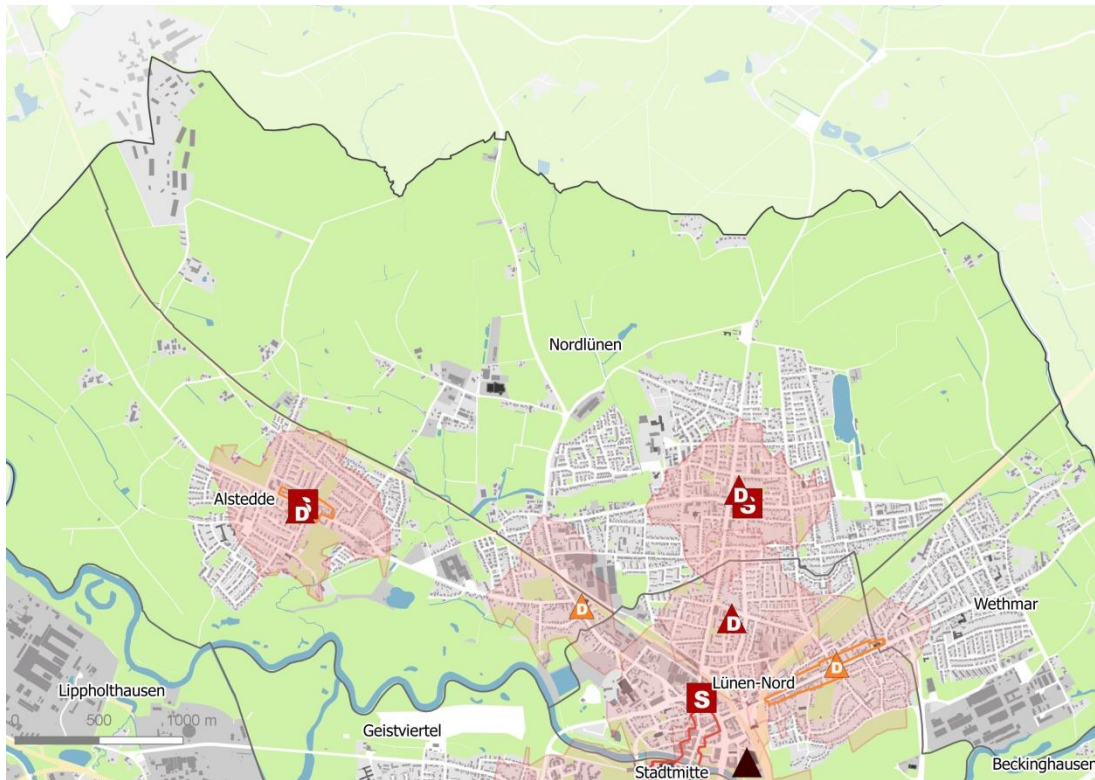 Nordlünen
Alstedde
D
D
S
Wethmar
D
D
D
Lünen-Nord
Lippholthausen
S
0 500 1000 m
Geistviertel
Stadtmitte
Beckinghausen